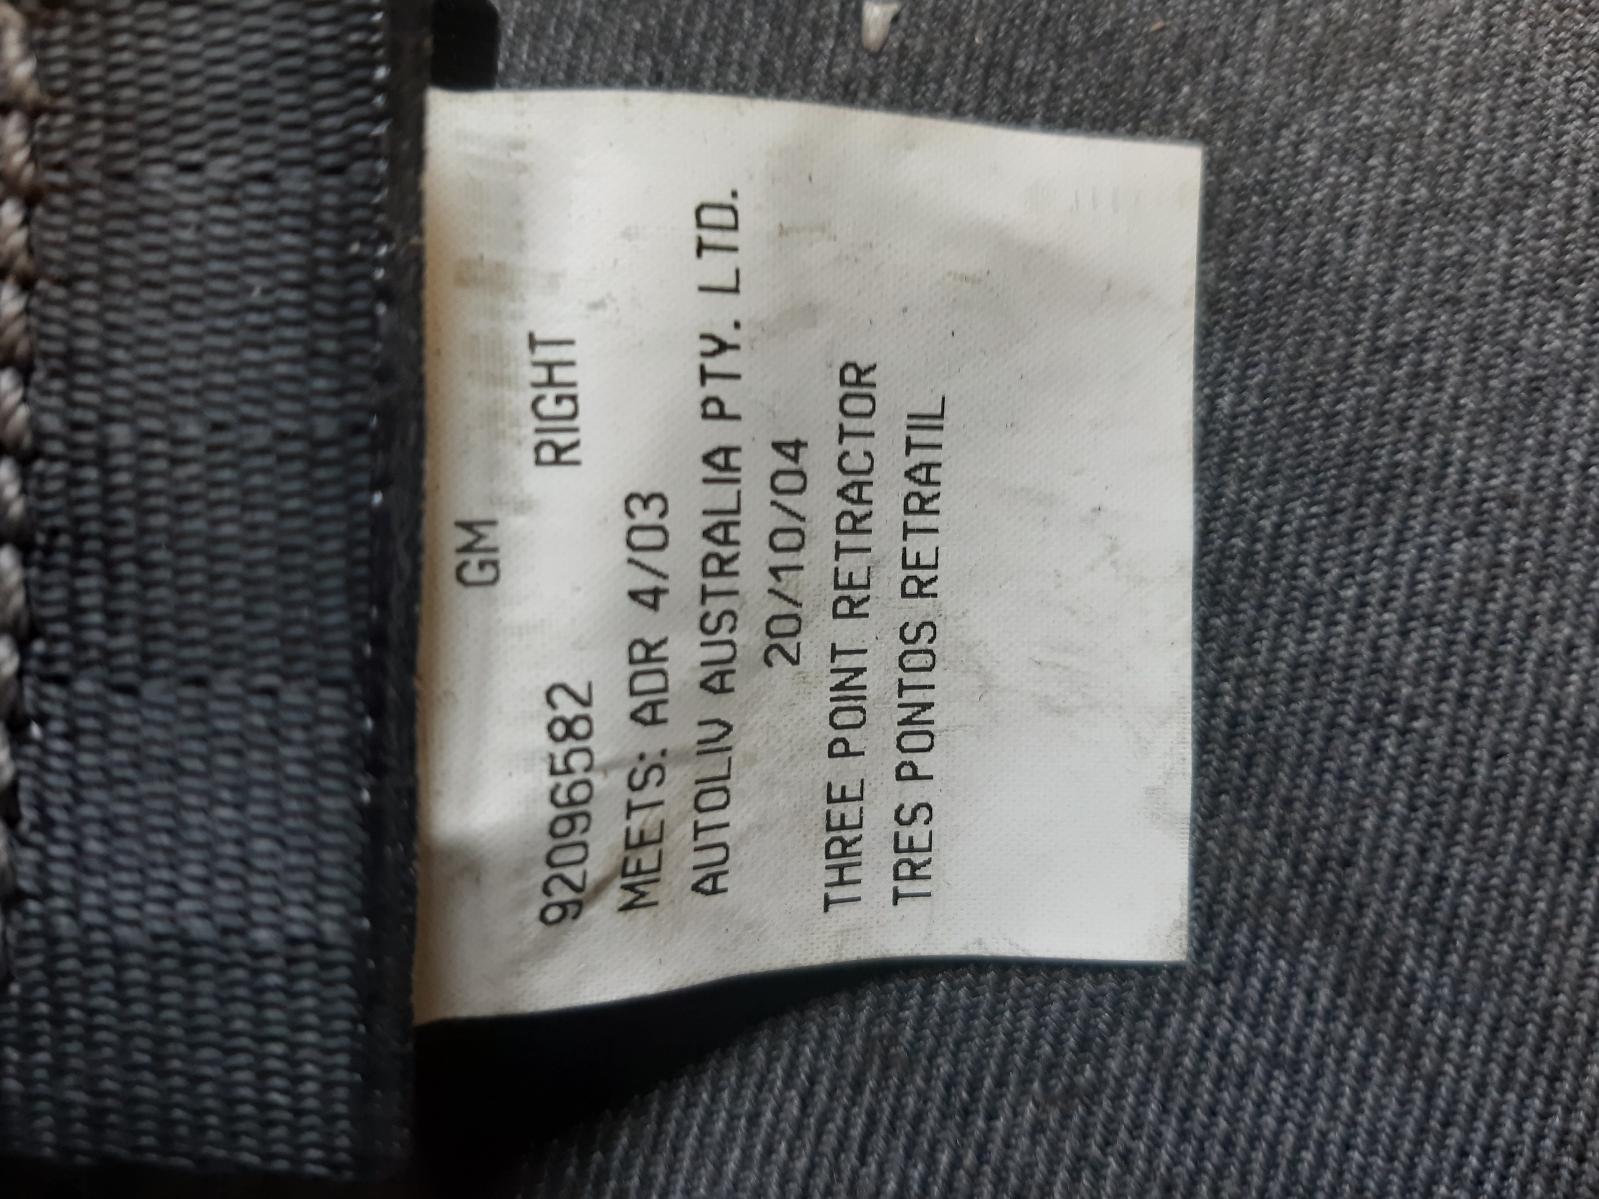 GM
92096582 RIGHT
MEETS: ADR 4/03
AUTOLIV AUSTRALIA PTY. LTD.
20/10/04
THREE POINT RETRACTOR
TRES PONTOS RETRATIL